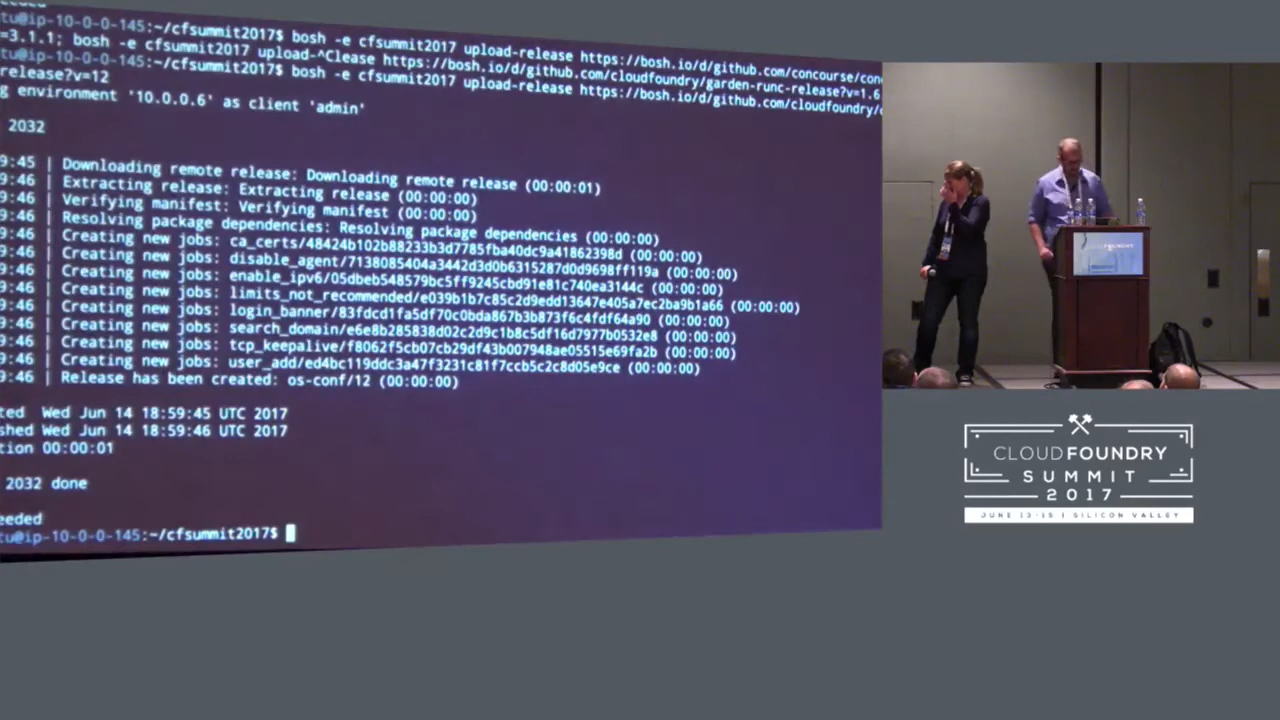 tu@ip-10-0-0-145:~/cfsummit2017$ bosh -e cfsummit2017 upload-release https://bosh.io/d/github.com/concourse/con
=3.1.1; bosh -e cfsummit2017 upload-^Clease https://bosh.io/d/github.com/cloudfoundry/garden-runc-release?v=1.6
tu@ip-10-0-0-145:~/cfsummit2017$ bosh -e cfsummit2017 upload-release https://bosh.io/d/github.com/cloudfoundry/
release?v=12
g environment '10.0.0.6' as client 'admin'
2032
9:45 | Downloading remote release: Downloading remote release (00:00:01)
9:46 | Extracting release: Extracting release (00:00:00)
9:46 | Verifying manifest: Verifying manifest (00:00:00)
9:46 | Resolving package dependencies: Resolving package dependencies (00:00:00)
9:46 | Creating new jobs: ca_certs/48424b102b88233b3d7785fba40dc9a41862398d (00:00:00)
9:46 | Creating new jobs: disable_agent/7138085404a3442d3d0b6315287d0d9698ff119a (00:00:00)
9:46 | Creating new jobs: enable_ipv6/05dbeb548579bc5ff9245cbd91e81c740ea3144c (00:00:00)
9:46 | Creating new jobs: limits_not_recommended/e039b1b7c85c2d9edd13647e405a7ec2ba9b1a66 (00:00:00)
9:46 | Creating new jobs: login_banner/83fdcd1fa5df70c0bda867b3b873f6c4fdf64a90 (00:00:00)
9:46 | Creating new jobs: search_domain/e6e8b285838d02c2d9c1b8c5df16d7977b0532e8 (00:00:00)
9:46 | Creating new jobs: tcp_keepalive/f8062f5cb07cb29df43b007948ae05515e69fa2b (00:00:00)
9:46 | Creating new jobs: user_add/ed4bc119ddc3a47f3231c81f7ccb5c2c8d05e9ce (00:00:00)
9:46 | Release has been created: os-conf/12 (00:00:00)
ted Wed Jun 14 18:59:45 UTC 2017
shed Wed Jun 14 18:59:46 UTC 2017
tion 00:00:01
2032 done
eeded
tu@ip-10-0-0-145:~/cfsummit2017$
CLOUD FOUNDRY
SUMMIT
2017
JUNE 13-15 | SILICON VALLEY